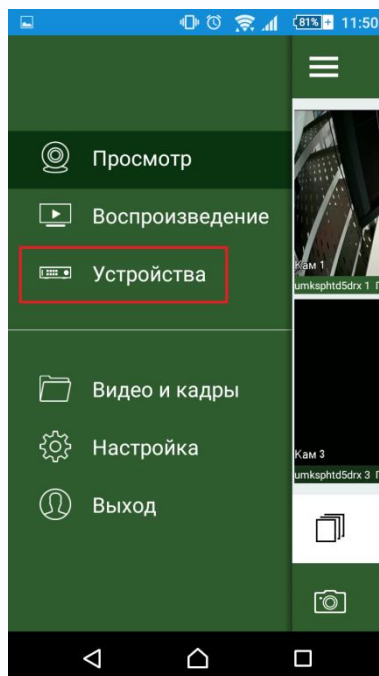 81% 11:50
Просмотр
Воспроизведение
Устройства
Видео и кадры
Настройка
Выход
Кам 1
umksphtd5drx 1
Кам 3
umksphtd5drx 3